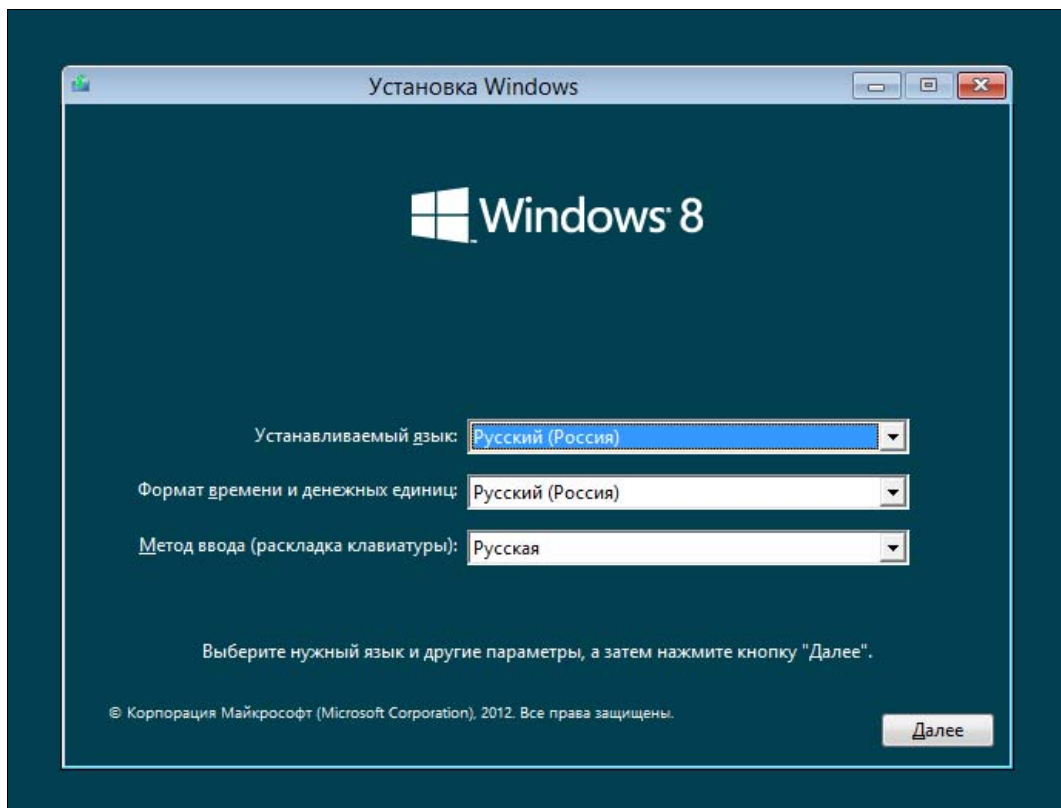 Установка Windows
Windows 8
Устанавливаемый язык: Русский (Россия)
Формат времени и денежных единиц: Русский (Россия)
Метод ввода (раскладка клавиатуры): Русская
Выберите нужный язык и другие параметры, а затем нажмите кнопку "Далее".
© Корпорация Майкрософт (Microsoft Corporation), 2012. Все права защищены.
Далее